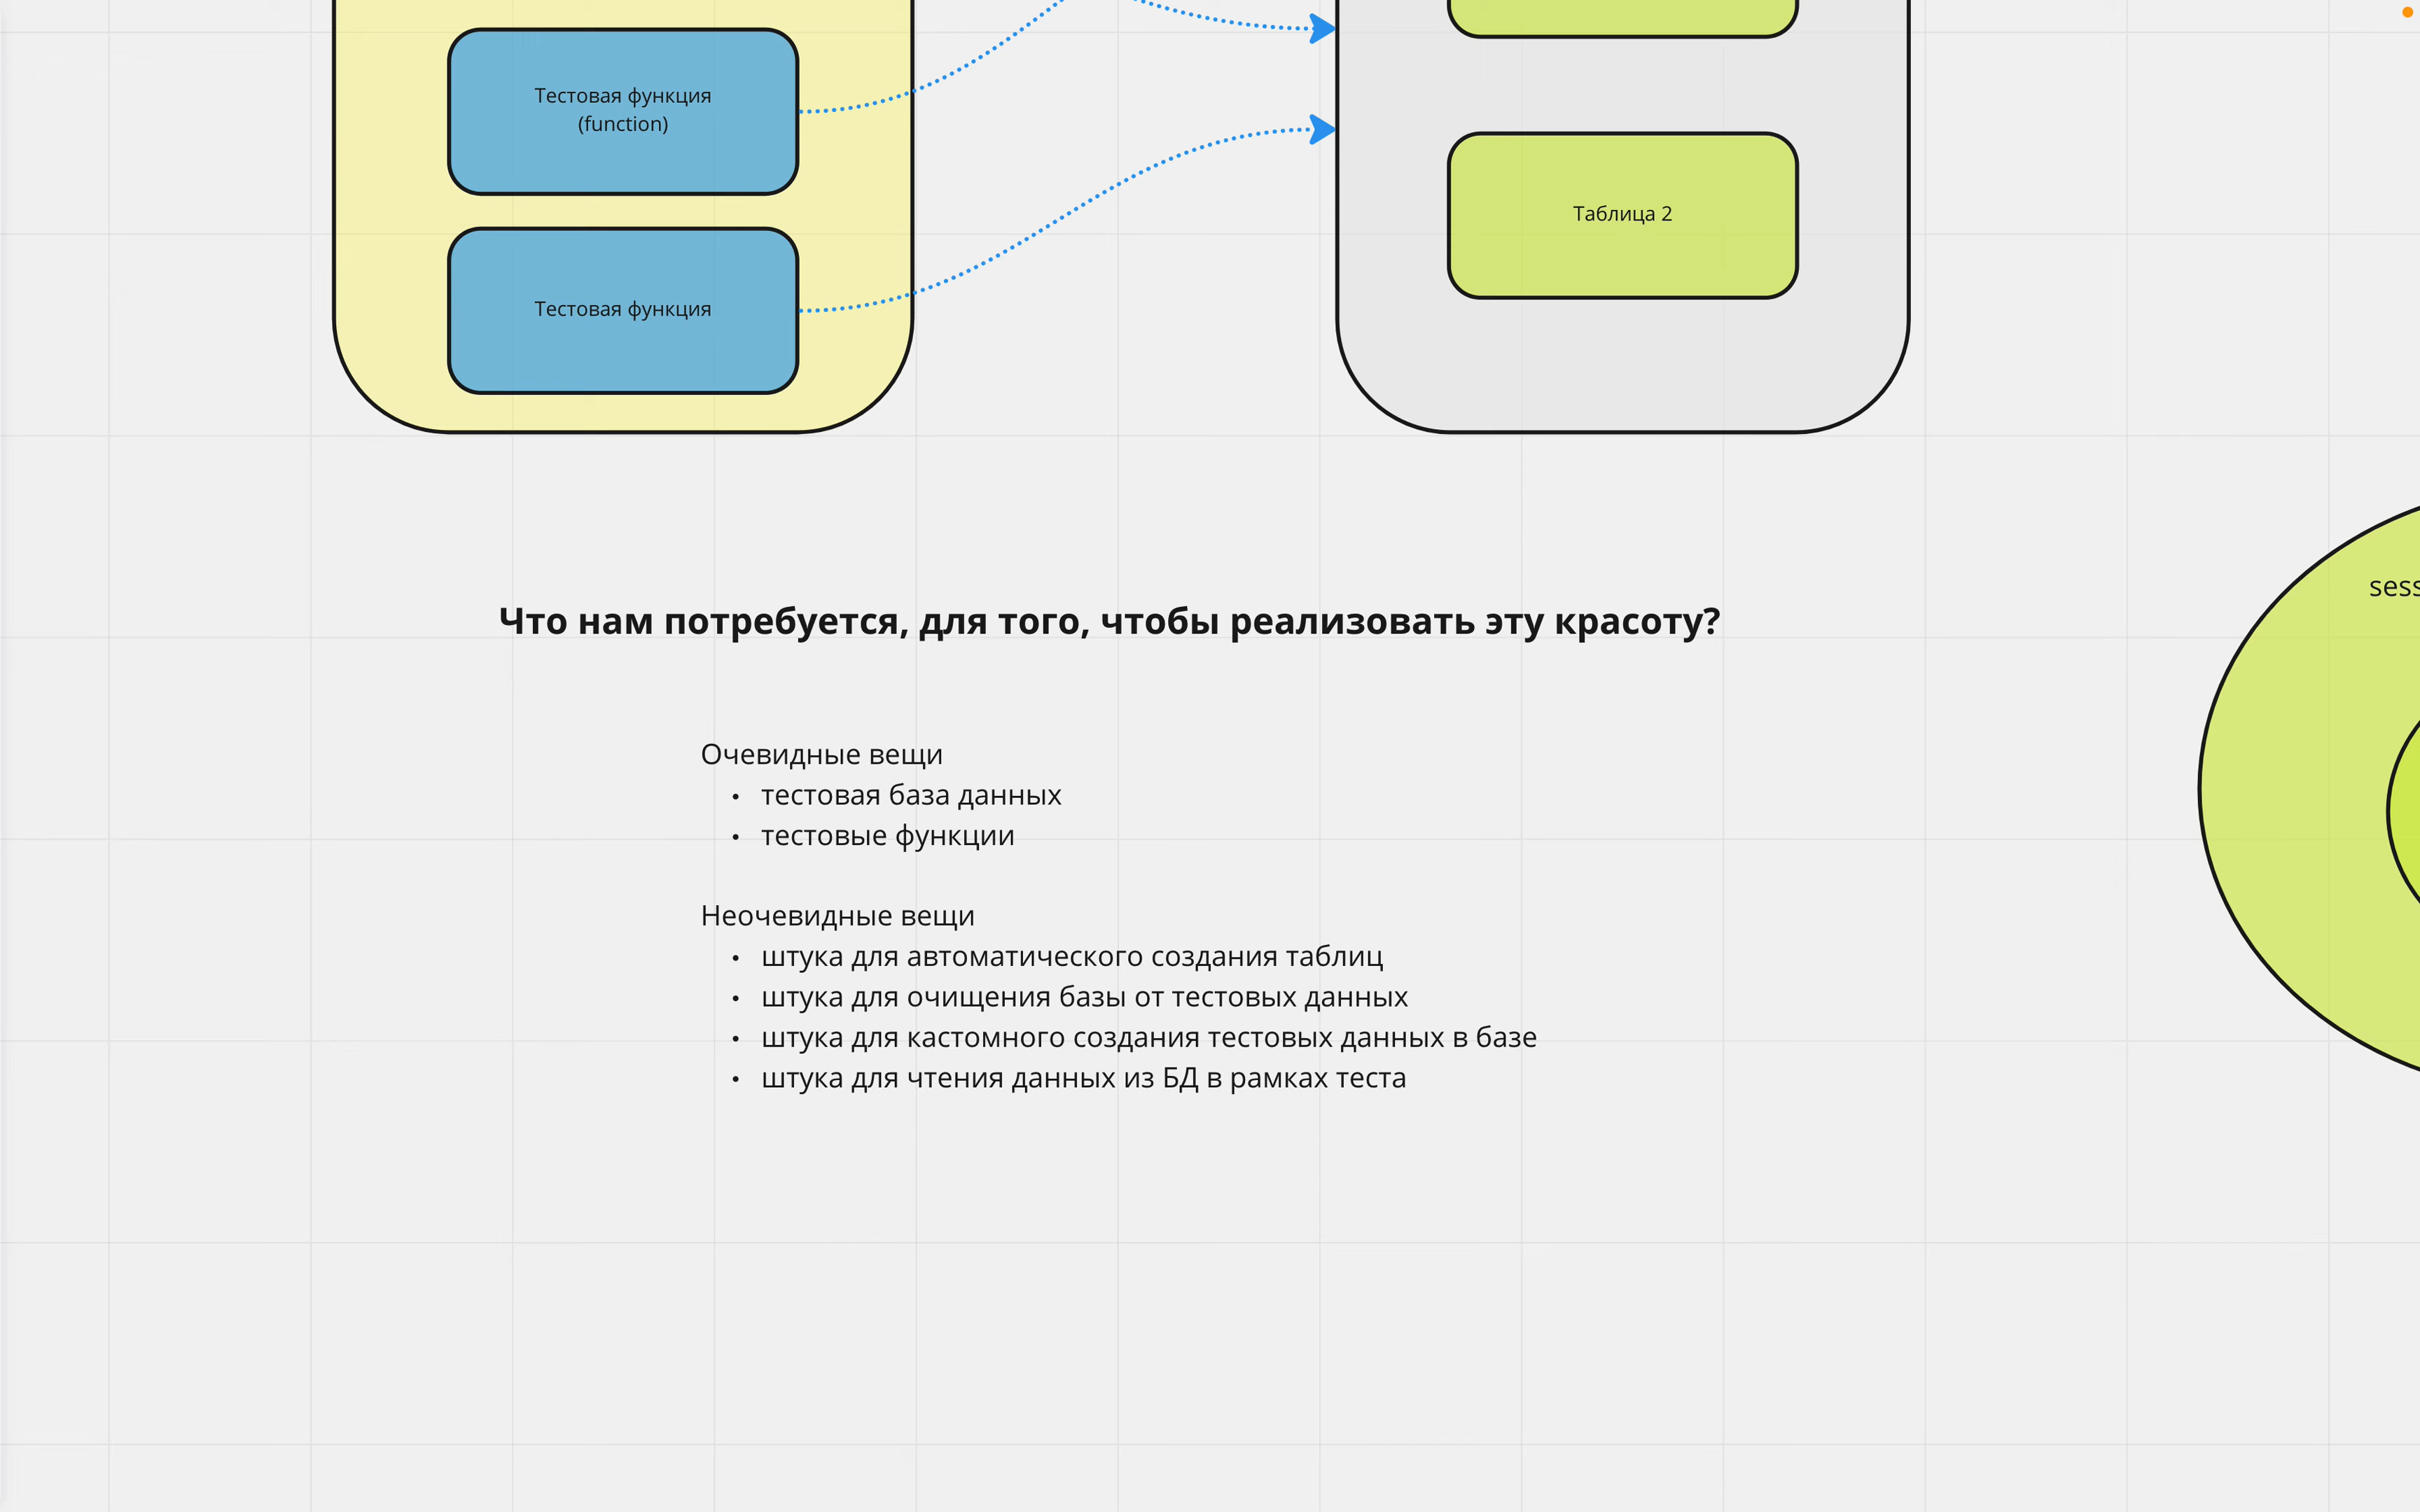 Тестовая функция
(function)
Таблица 2
Тестовая функция
Что нам потребуется, для того, чтобы реализовать эту красоту?
Очевидные вещи
• тестовая база данных
• тестовые функции
Неочевидные вещи
• штука для автоматического создания таблиц
• штука для очищения базы от тестовых данных
• штука для кастомного создания тестовых данных в базе
• штука для чтения данных из БД в рамках теста